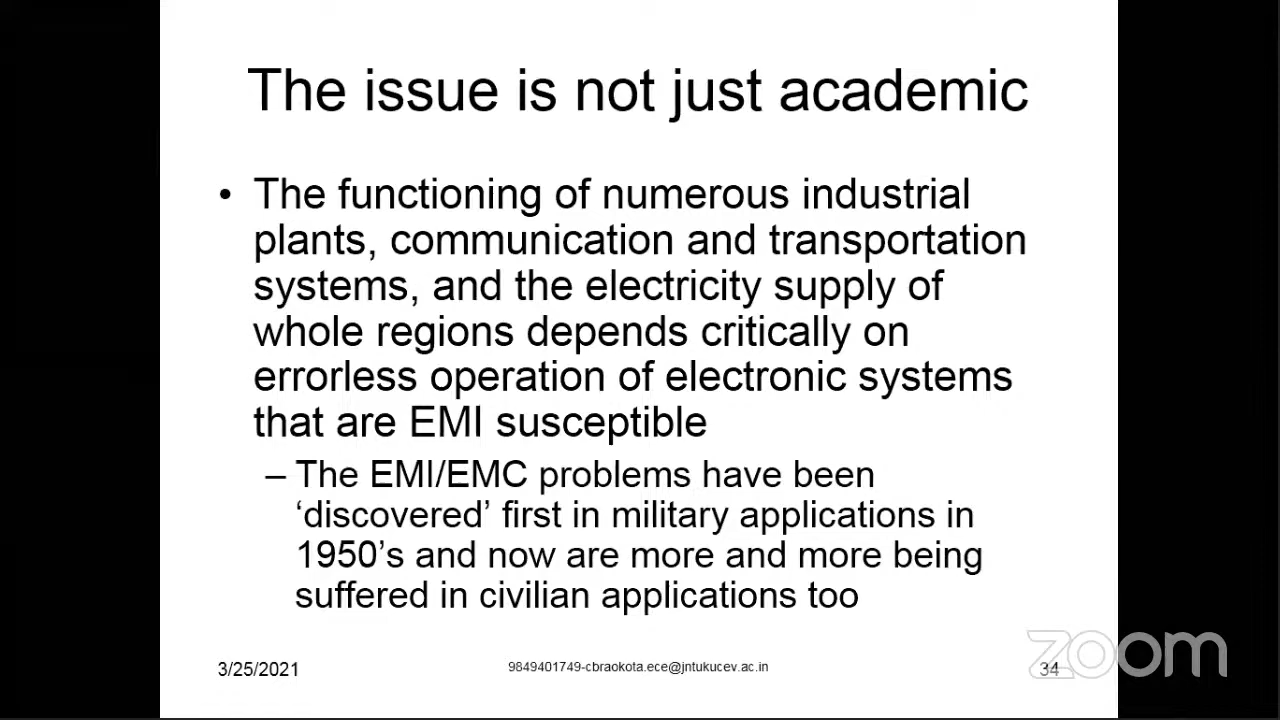 The issue is not just academic
• The functioning of numerous industrial
plants, communication and transportation
systems, and the electricity supply of
whole regions depends critically on
errorless operation of electronic systems
that are EMI susceptible
– The EMI/EMC problems have been
‘discovered’ first in military applications in
1950’s and now are more and more being
suffered in civilian applications too
3/25/2021
9849401749-cbraokota.ece@jntukucev.ac.in
34
zoom